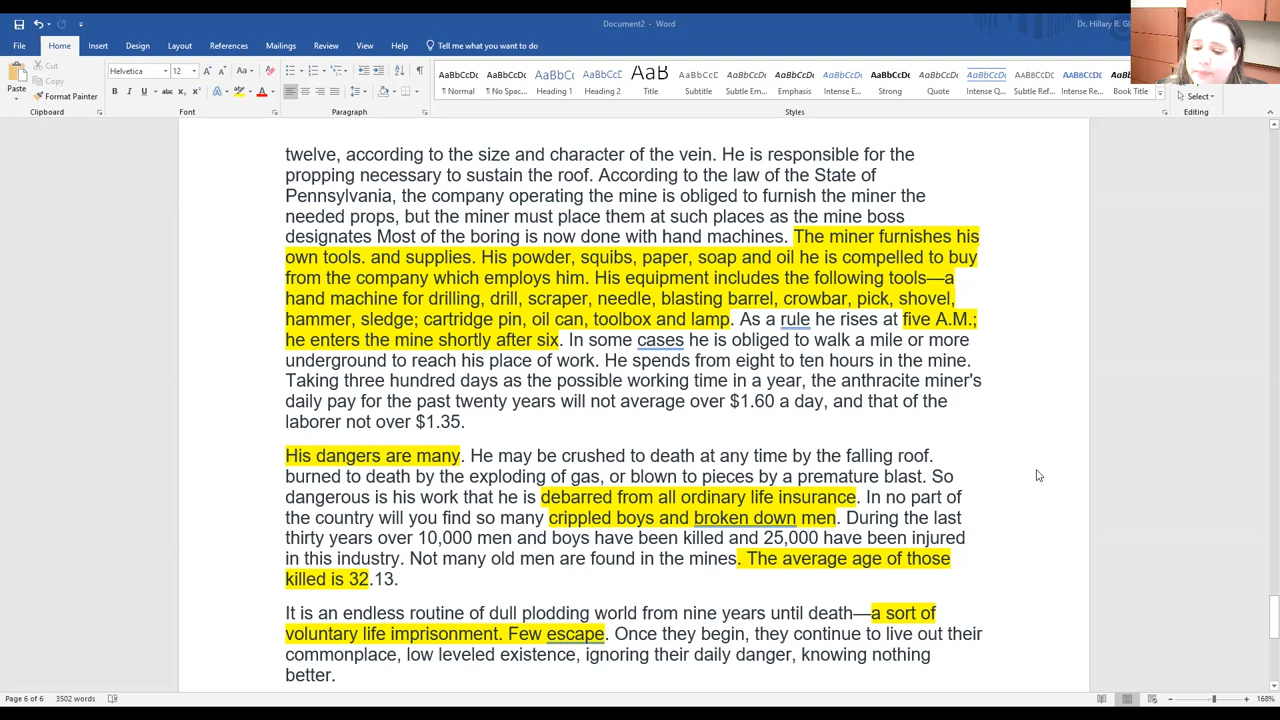 Document2 - Word
Dr. Hillary R. Gl
File Home Insert Design Layout References Mailings Review View Help Tell me what you want to do
Paste
Cut
Copy
Format Painter
Clipboard
Helvetica 12
Font
Paragraph
AaBbCcDc AaBbCcDc AaBbCc AaBbCcD AaB AaBbCcD AaBbCcDc AaBbCcDc AaBbCcDc AaBbCcDc AaBbCcDc AaBbCcDc AaBbCcDc AaBbCcDc
¶ Normal ¶ No Spac... Heading 1 Heading 2 Title Subtitle Subtle Em... Emphasis Intense E... Strong Quote Intense Q... Subtle Ref... Intense Re... Book Title
Styles
Select
Editing
twelve, according to the size and character of the vein. He is responsible for the
propping necessary to sustain the roof. According to the law of the State of
Pennsylvania, the company operating the mine is obliged to furnish the miner the
needed props, but the miner must place them at such places as the mine boss
designates Most of the boring is now done with hand machines. The miner furnishes his
own tools. and supplies. His powder, squibs, paper, soap and oil he is compelled to buy
from the company which employs him. His equipment includes the following tools—a
hand machine for drilling, drill, scraper, needle, blasting barrel, crowbar, pick, shovel,
hammer, sledge; cartridge pin, oil can, toolbox and lamp. As a rule he rises at five A.M.;
he enters the mine shortly after six. In some cases he is obliged to walk a mile or more
underground to reach his place of work. He spends from eight to ten hours in the mine.
Taking three hundred days as the possible working time in a year, the anthracite miner's
daily pay for the past twenty years will not average over $1.60 a day, and that of the
laborer not over $1.35.
His dangers are many. He may be crushed to death at any time by the falling roof.
burned to death by the exploding of gas, or blown to pieces by a premature blast. So
dangerous is his work that he is debarred from all ordinary life insurance. In no part of
the country will you find so many crippled boys and broken down men. During the last
thirty years over 10,000 men and boys have been killed and 25,000 have been injured
in this industry. Not many old men are found in the mines. The average age of those
killed is 32.13.
It is an endless routine of dull plodding world from nine years until death—a sort of
voluntary life imprisonment. Few escape. Once they begin, they continue to live out their
commonplace, low leveled existence, ignoring their daily danger, knowing nothing
better.
Page 6 of 6 3502 words
168%